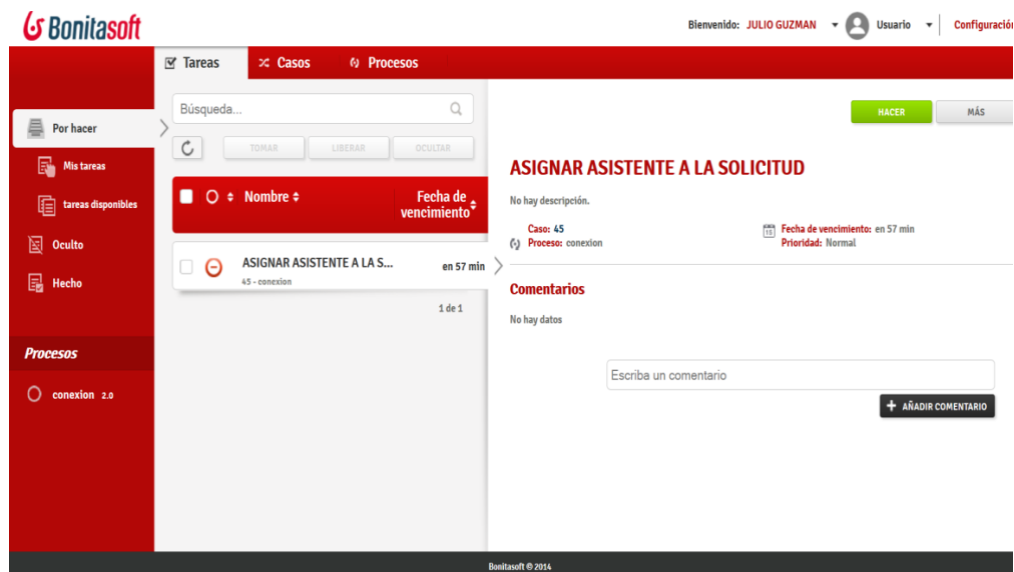 Bonitasoft
Bienvenido: JULIO GUZMAN
Usuario
Configuración
Tareas
Casos
Procesos
Por hacer
Mis tareas
tareas disponibles
Oculto
Hecho
Procesos
conexion 2.0
Búsqueda...
TOMAR
LIBERAR
OCULTAR
Nombre
Fecha de
vencimiento
ASIGNAR ASISTENTE A LA S...
en 57 min
45 - conexion
1 de 1
HACER
MÁS
ASIGNAR ASISTENTE A LA SOLICITUD
No hay descripción.
Caso: 45
Proceso: conexion
15
Fecha de vencimiento: en 57 min
Prioridad: Normal
Comentarios
No hay datos
Escriba un comentario
+ AÑADIR COMENTARIO
Bonitasoft © 2014